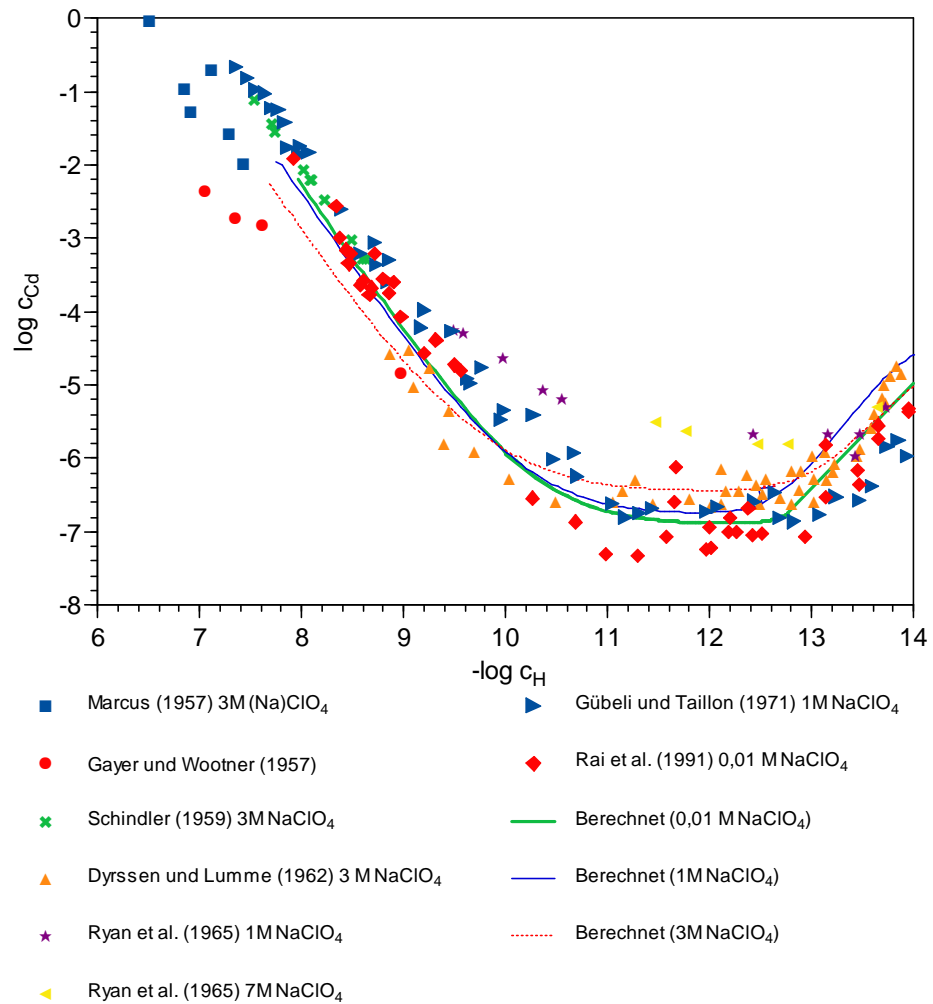 0
-1
-2
-3
-4
-5
-6
-7
-8
log c_Cd
6 7 8 9 10 11 12 13 14
-log c_H
Marcus (1957) 3M (Na)ClO₄
Gayer und Wootner (1957)
Schindler (1959) 3M NaClO₄
Dyrssen und Lumme (1962) 3 M NaClO₄
Ryan et al. (1965) 1M NaClO₄
Ryan et al. (1965) 7M NaClO₄
Gübeli und Taillon (1971) 1M NaClO₄
Rai et al. (1991) 0,01 M NaClO₄
Berechnet (0,01 M NaClO₄)
Berechnet (1M NaClO₄)
Berechnet (3M NaClO₄)